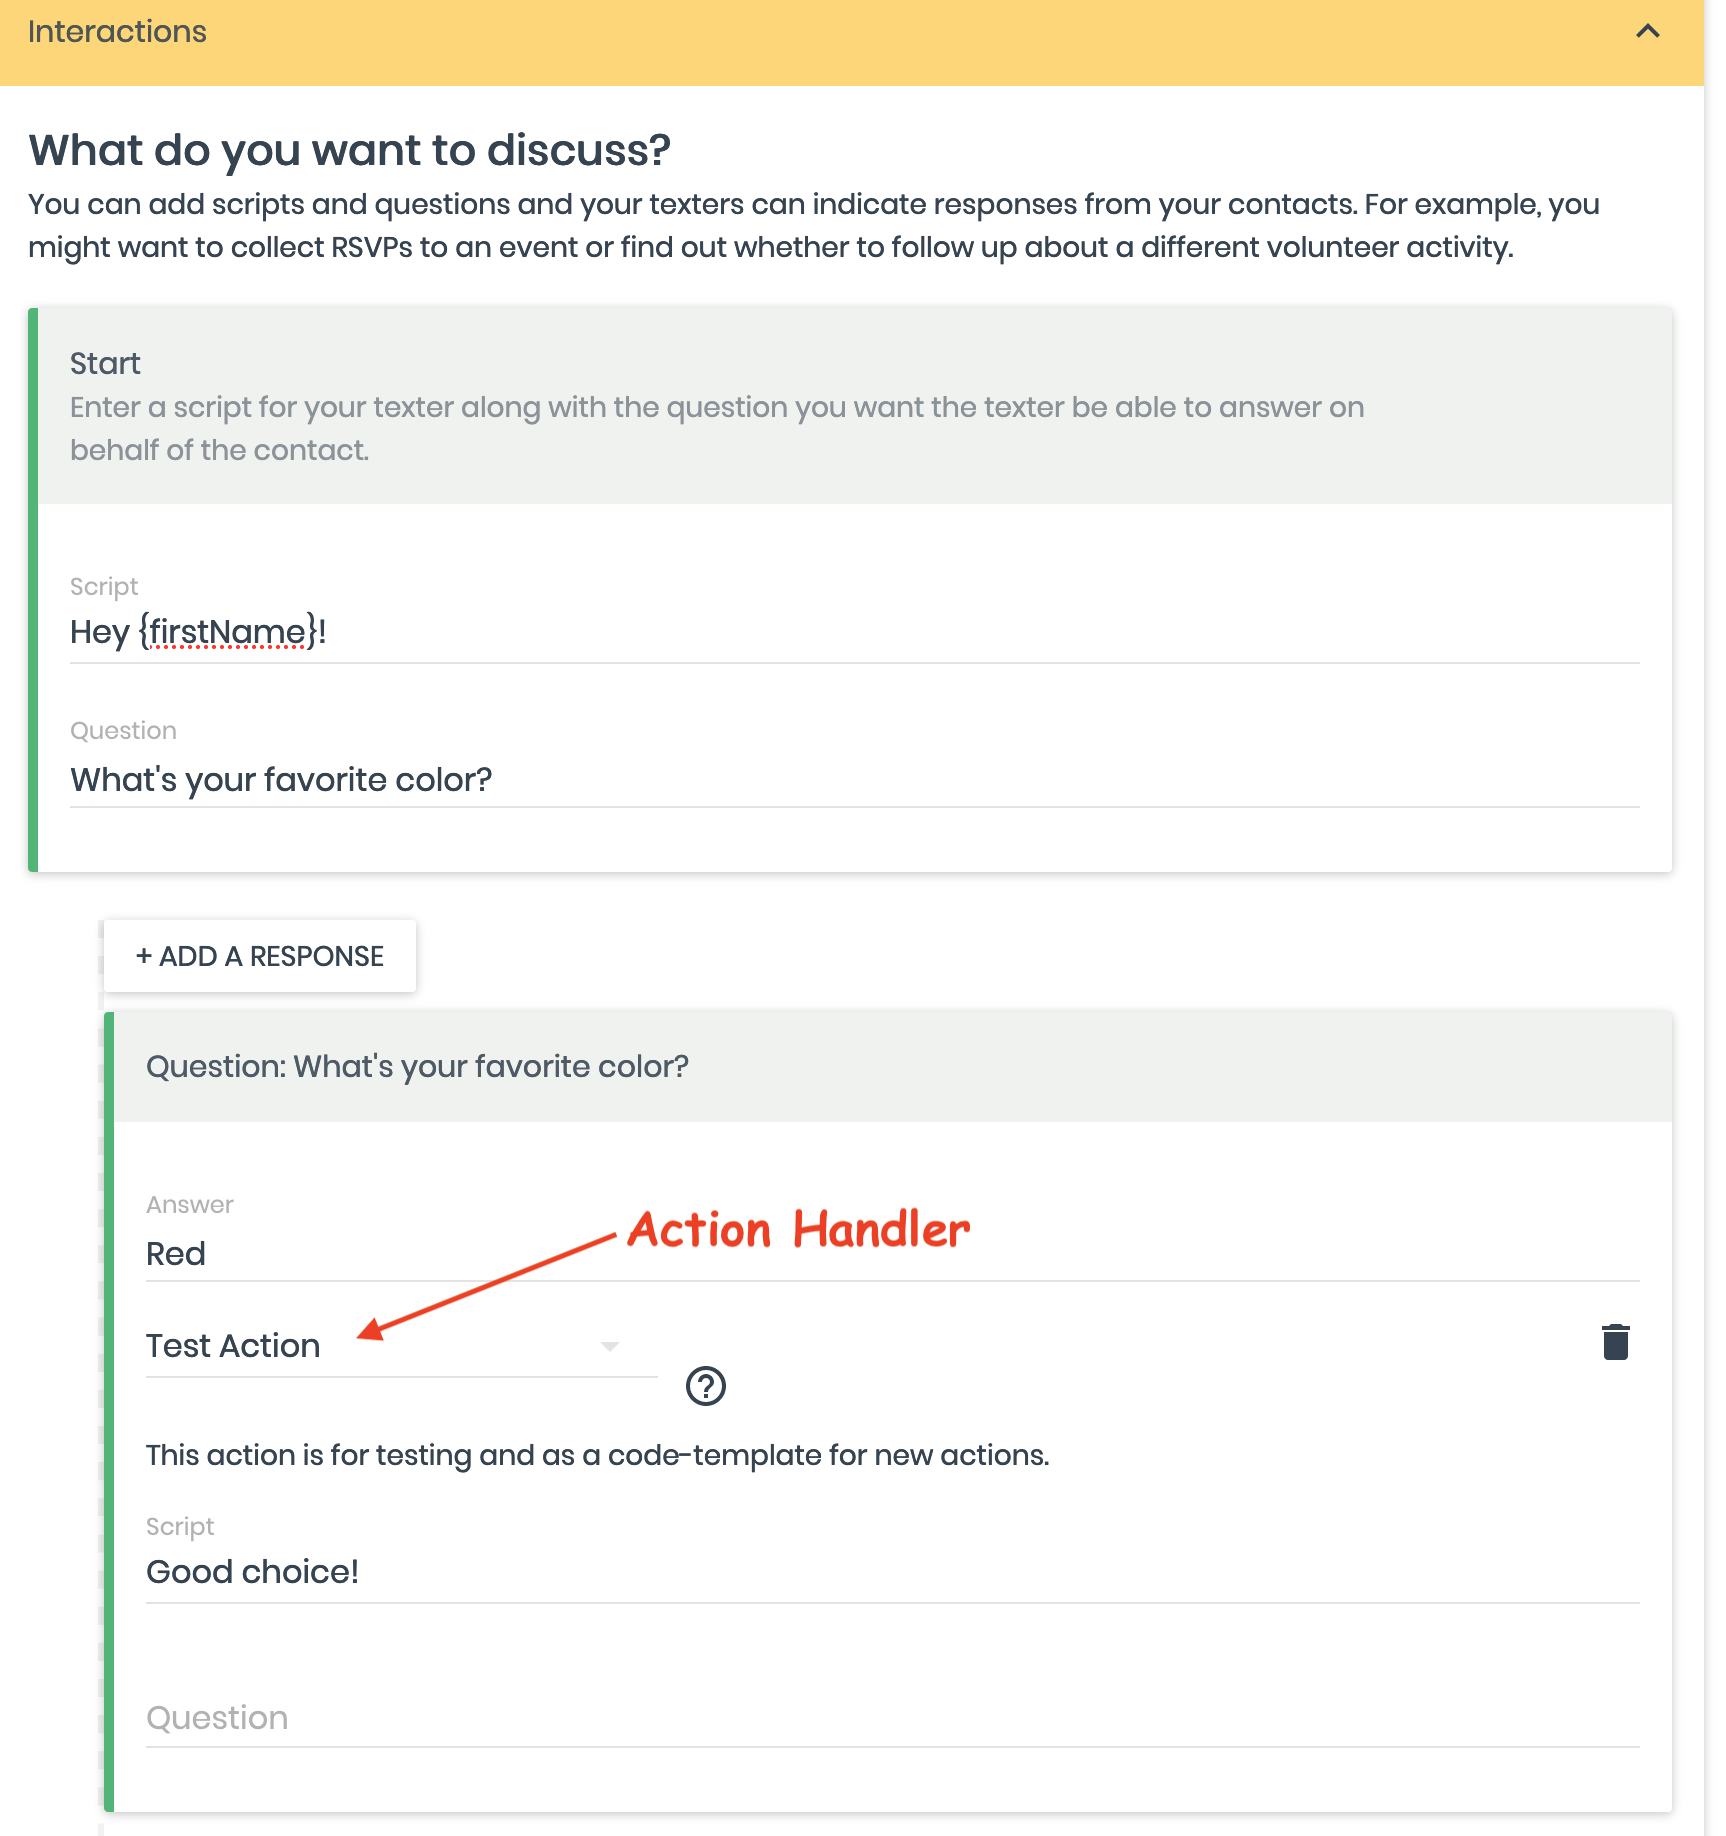 Interactions
What do you want to discuss?
You can add scripts and questions and your texters can indicate responses from your contacts. For example, you
might want to collect RSVPs to an event or find out whether to follow up about a different volunteer activity.
Start
Enter a script for your texter along with the question you want the texter be able to answer on
behalf of the contact.
Script
Hey {firstName}!
Question
What's your favorite color?
+ ADD A RESPONSE
Question: What's your favorite color?
Answer
Action Handler
Red
Test Action
?
This action is for testing and as a code-template for new actions.
Script
Good choice!
Question